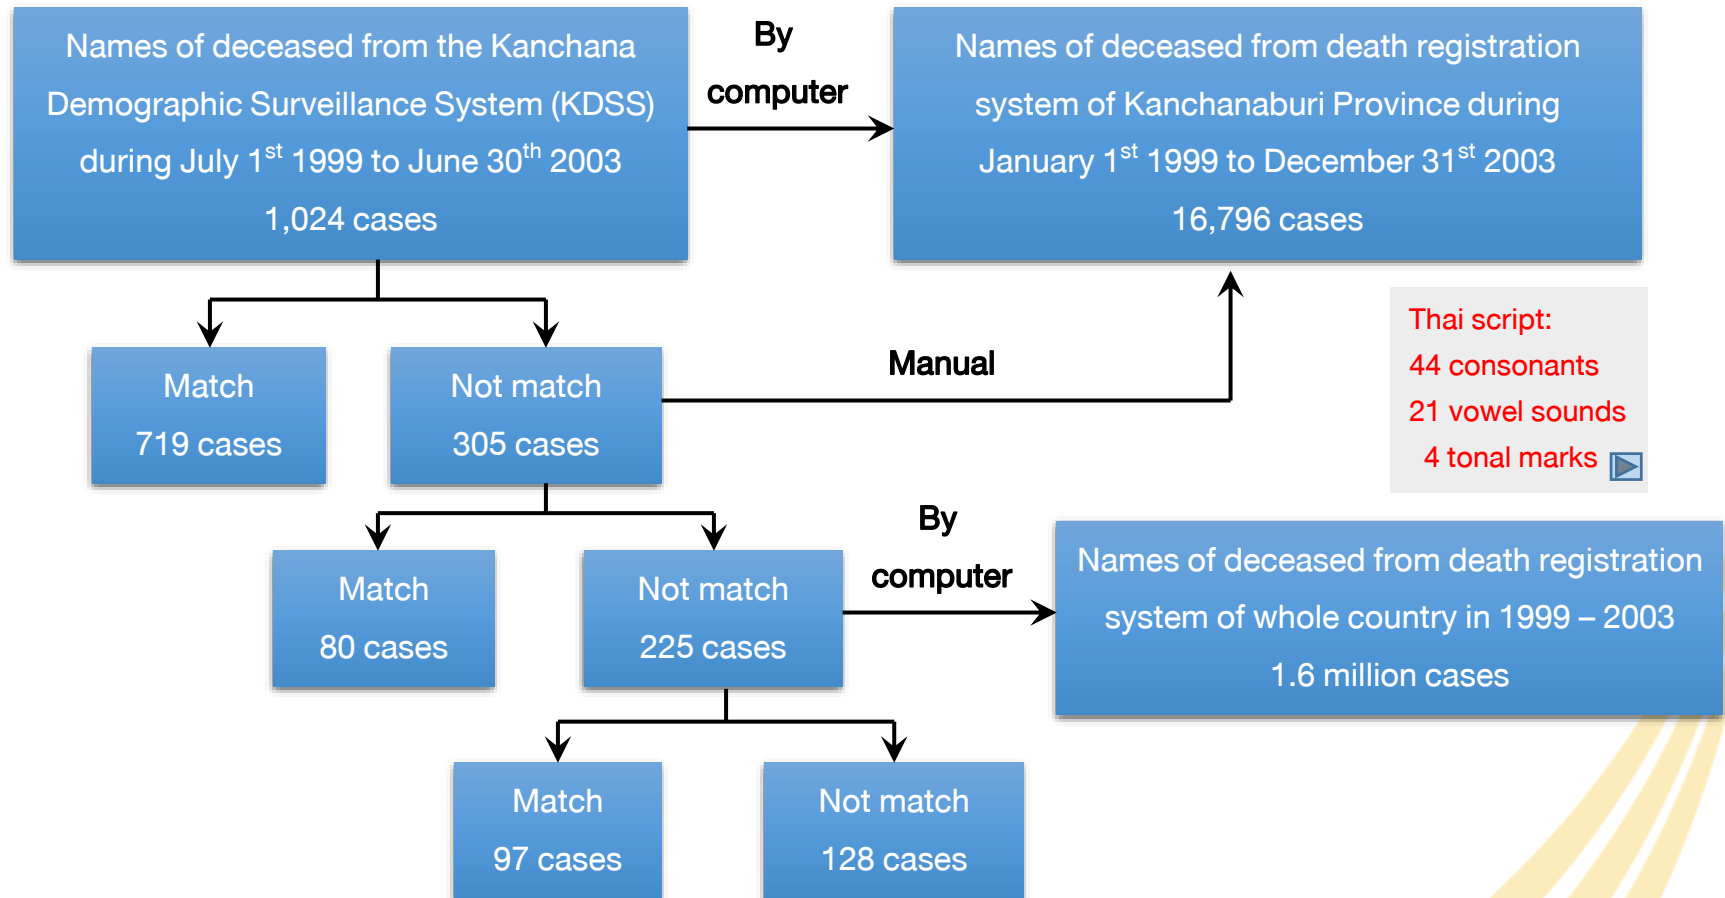 Names of deceased from the Kanchana
Demographic Surveillance System (KDSS)
during July 1st 1999 to June 30th 2003
1,024 cases
By
computer
Names of deceased from death registration
system of Kanchanaburi Province during
January 1st 1999 to December 31st 2003
16,796 cases
Match
719 cases
Not match
305 cases
Manual
Thai script:
44 consonants
21 vowel sounds
4 tonal marks
Match
80 cases
Not match
225 cases
By
computer
Names of deceased from death registration
system of whole country in 1999 – 2003
1.6 million cases
Match
97 cases
Not match
128 cases